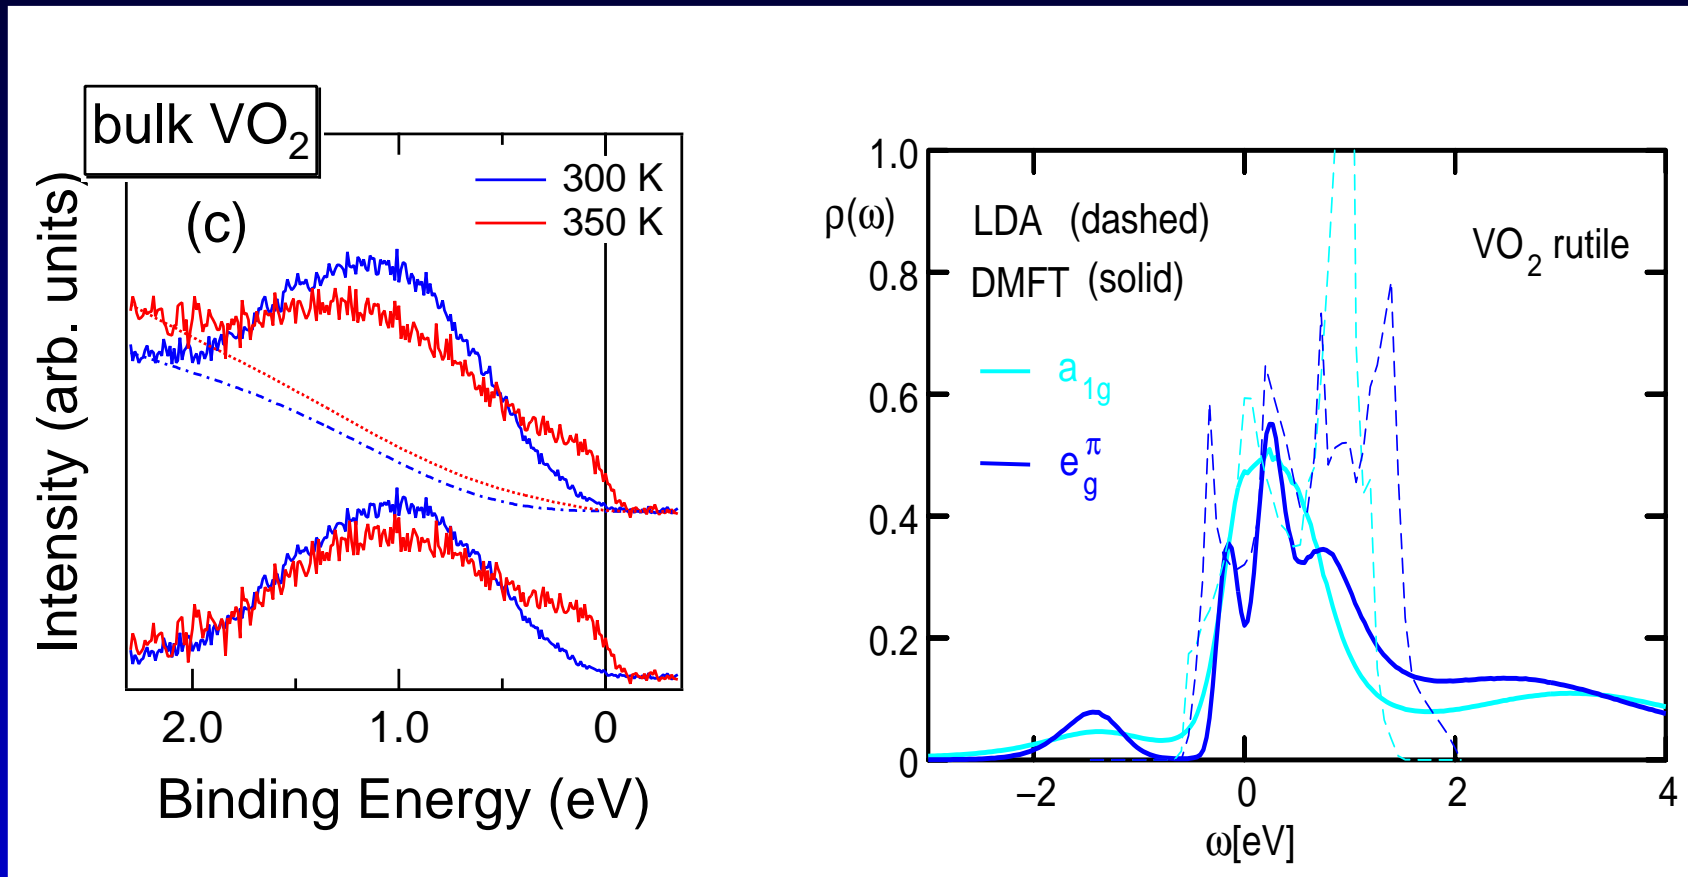 bulk VO2
(c)
300 K
350 K
Intensity (arb. units)
2.0 1.0 0
Binding Energy (eV)
1.0
0.8
0.6
0.4
0.2
0
ρ(ω)
LDA (dashed)
DMFT (solid)
VO2 rutile
a1g
egπ
−2 0 2 4
ω[eV]